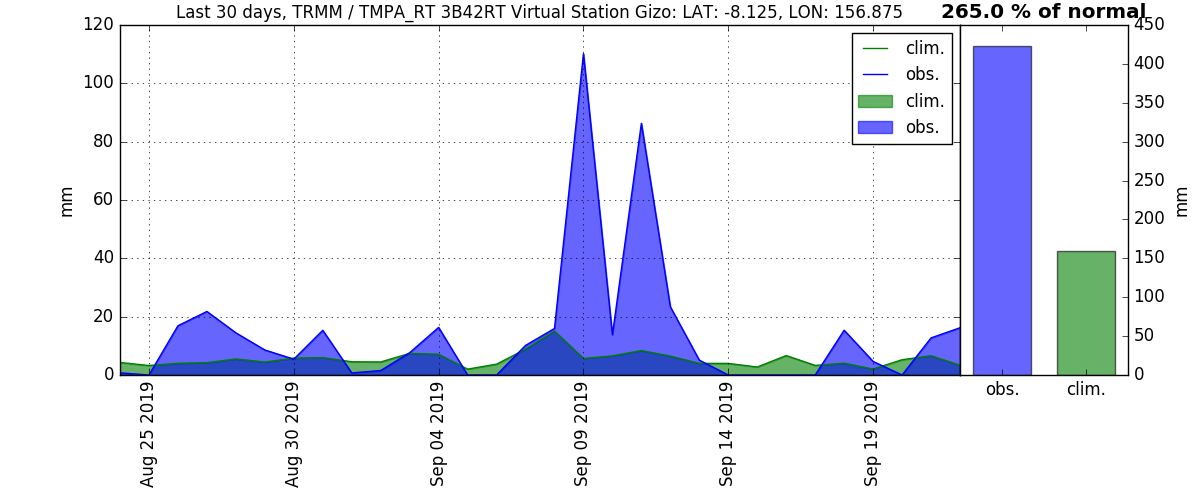 Last 30 days, TRMM / TMPA_RT 3B42RT Virtual Station Gizo: LAT: -8.125, LON: 156.875
265.0 % of normal
120
100
80
60
40
20
0
mm
clim.
obs.
clim.
obs.
Aug 25 2019
Aug 30 2019
Sep 04 2019
Sep 09 2019
Sep 14 2019
Sep 19 2019
450
400
350
300
250
200
150
100
50
0
mm
obs.
clim.